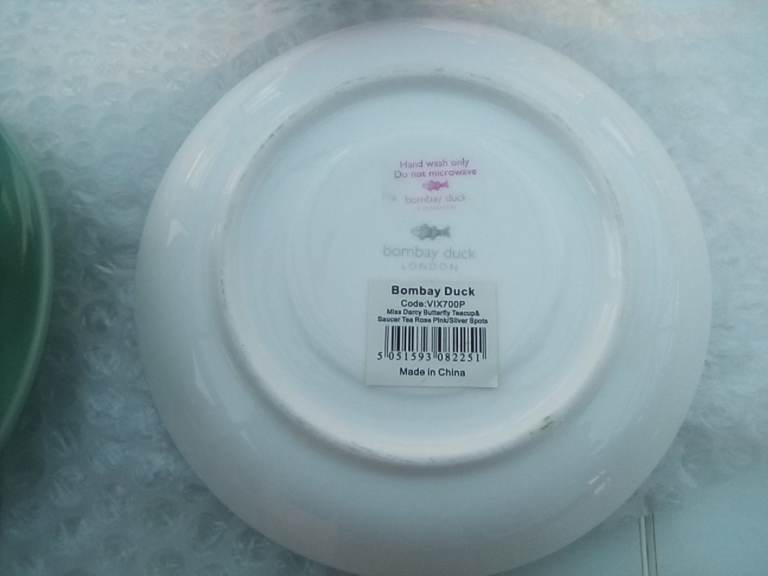 Hand wash only
Do not microwave
bombay duck
bombay duck
LONDON
Bombay Duck
Code:VIX700P
Miss Darcy Butterfly Teacup&
Saucer Tea Rose Pink/Silver Spots
5 051593 082251
Made in China